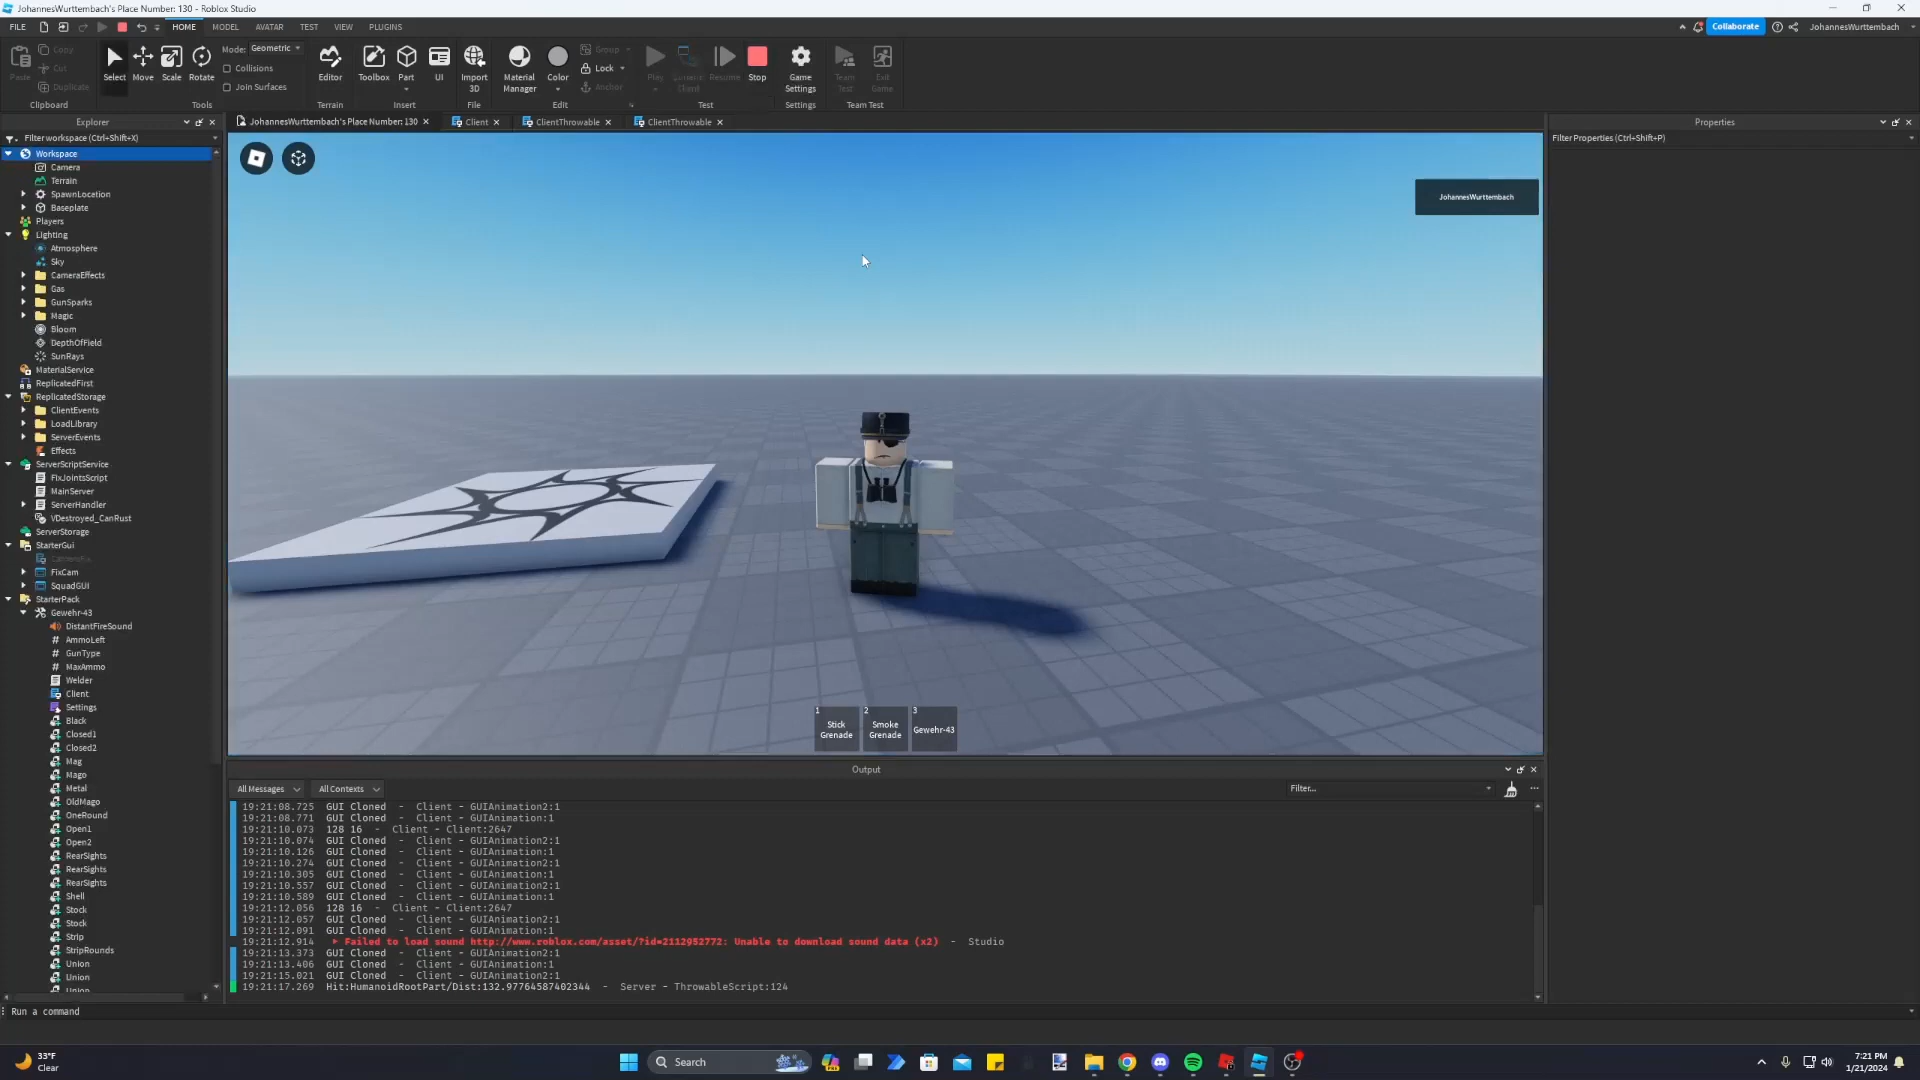 JohannesWurttembach's Place Number: 130 - Roblox Studio
FILE HOME MODEL AVATAR TEST VIEW PLUGINS Collaborate JohannesWurttembach
Paste Copy Cut Duplicate
Select Move Scale Rotate
Mode: Geometric
Collisions
Join Surfaces
Editor Toolbox Part UI Import 3D Material Manager Color
Group Lock Anchor
Play Resume Stop Game Settings Team Test Exit Game
Clipboard Tools Terrain Insert File Edit Test Settings Team Test
Explorer
JohannesWurttembach's Place Number: 130 Client ClientThrowable ClientThrowable
Properties
Filter workspace (Ctrl+Shift+X)
Filter Properties (Ctrl+Shift+P)
Workspace
Camera
Terrain
SpawnLocation
Baseplate
Players
Lighting
Atmosphere
Sky
CameraEffects
Gas
GunSparks
Magic
Bloom
DepthOfField
SunRays
MaterialService
ReplicatedFirst
ReplicatedStorage
ClientEvents
LoadLibrary
ServerEvents
Effects
ServerScriptService
FixJointsScript
MainServer
ServerHandler
VDestroyed_CanRust
ServerStorage
StarterGui
FixCam
SquadGUI
StarterPack
Gewehr-43
DistantFireSound
AmmoLeft
GunType
MaxAmmo
Welder
Client
Settings
Black
Closed1
Closed2
Mag
Mago
Metal
OldMago
OneRound
Open1
Open2
RearSights
RearSights
RearSights
Shell
Stock
Stock
Strip
StripRounds
Union
Union
Union
JohannesWurttembach
1 Stick Grenade
2 Smoke Grenade
3 Gewehr-43
Output
All Messages All Contexts Filter...
19:21:08.725 GUI Cloned - Client - GUIAnimation2:1
19:21:08.771 GUI Cloned - Client - GUIAnimation:1
19:21:10.073 128 16 - Client - Client:2647
19:21:10.074 GUI Cloned - Client - GUIAnimation2:1
19:21:10.126 GUI Cloned - Client - GUIAnimation:1
19:21:10.274 GUI Cloned - Client - GUIAnimation2:1
19:21:10.305 GUI Cloned - Client - GUIAnimation:1
19:21:10.557 GUI Cloned - Client - GUIAnimation2:1
19:21:10.589 GUI Cloned - Client - GUIAnimation:1
19:21:12.056 128 16 - Client - Client:2647
19:21:12.057 GUI Cloned - Client - GUIAnimation2:1
19:21:12.091 GUI Cloned - Client - GUIAnimation:1
19:21:12.914 Failed to load sound http://www.roblox.com/asset/?id=2112952772: Unable to download sound data (x2) - Studio
19:21:13.373 GUI Cloned - Client - GUIAnimation2:1
19:21:13.406 GUI Cloned - Client - GUIAnimation:1
19:21:15.021 GUI Cloned - Client - GUIAnimation2:1
19:21:17.269 Hit:HumanoidRootPart/Dist:132.97764587402344 - Server - ThrowableScript:124
Run a command
33°F
Clear
Search
7:21 PM
1/21/2024